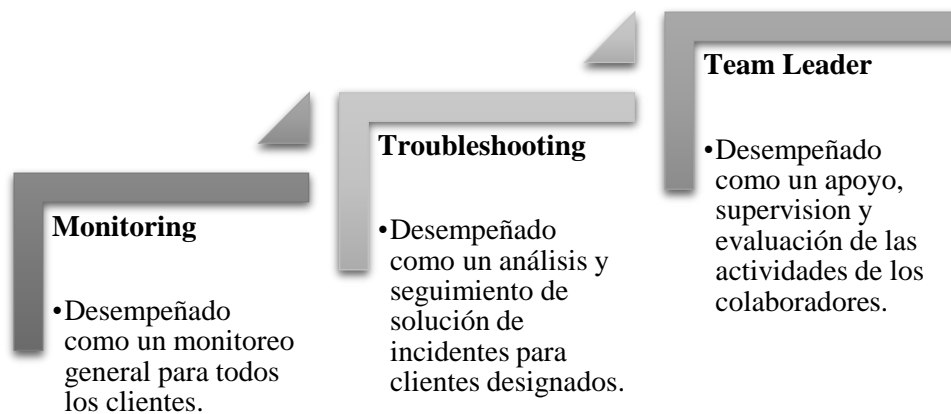 Monitoring
•Desempeñado
como un monitoreo
general para todos
los clientes.
Troubleshooting
•Desempeñado
como un análisis y
seguimiento de
solución de
incidentes para
clientes designados.
Team Leader
•Desempeñado
como un apoyo,
supervision y
evaluación de las
actividades de los
colaboradores.